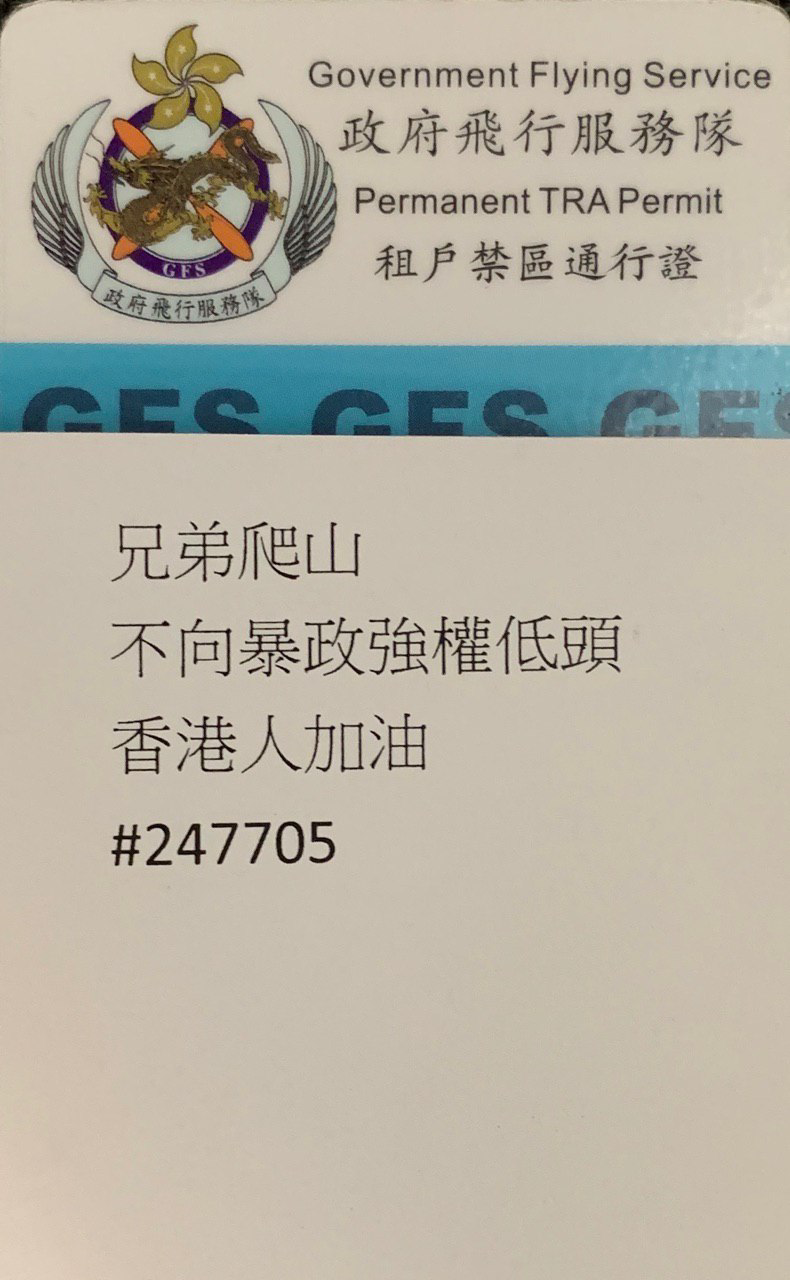 Government Flying Service
政府飛行服務隊
Permanent TRA Permit
租戶禁區通行證
GFS
政府飛行服務隊
GFS GFS GFS
兄弟爬山
不向暴政強權低頭
香港人加油
#247705